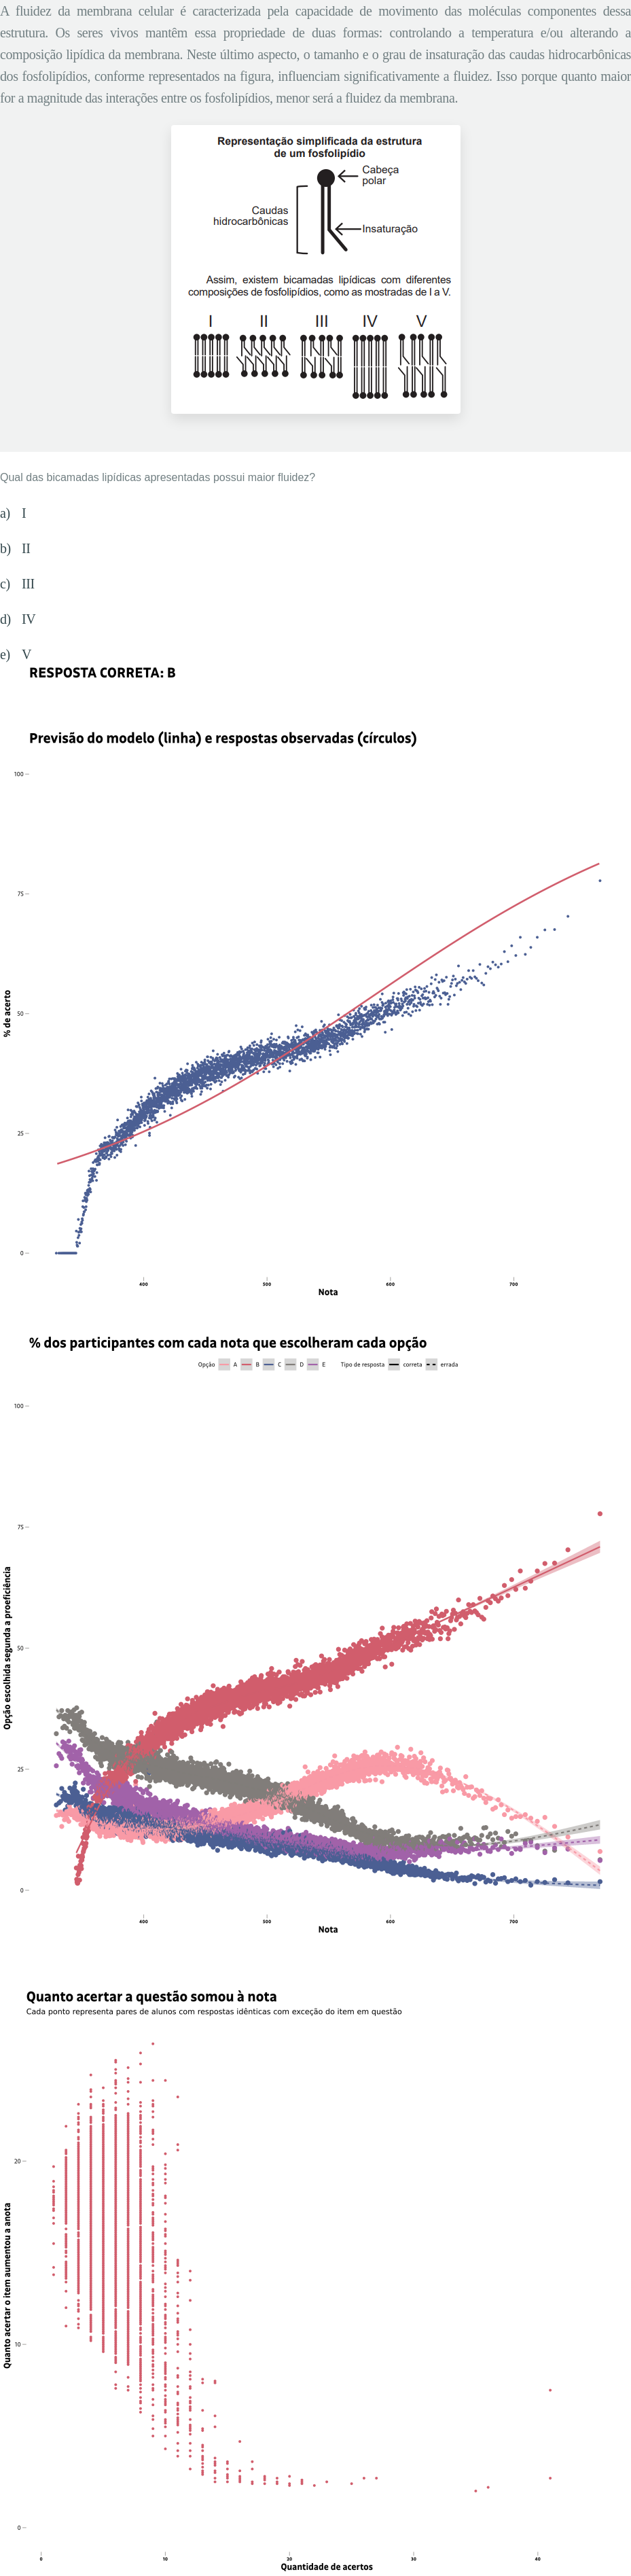 A fluidez da membrana celular é caracterizada pela capacidade de movimento das moléculas componentes dessa
estrutura. Os seres vivos mantêm essa propriedade de duas formas: controlando a temperatura e/ou alterando a
composição lipídica da membrana. Neste último aspecto, o tamanho e o grau de insaturação das caudas hidrocarbônicas
dos fosfolipídios, conforme representados na figura, influenciam significativamente a fluidez. Isso porque quanto maior
for a magnitude das interações entre os fosfolipídios, menor será a fluidez da membrana.
Representação simplificada da estrutura
de um fosfolipídio
Cabeça
polar
Caudas
hidrocarbônicas
Insaturação
Assim, existem bicamadas lipídicas com diferentes
composições de fosfolipídios, como as mostradas de I a V.
I II III IV V
Qual das bicamadas lipídicas apresentadas possui maior fluidez?
a) I
b) II
c) III
d) IV
e) V
RESPOSTA CORRETA: B
Previsão do modelo (linha) e respostas observadas (círculos)
100
75
50
25
0
% de acerto
400 500 600 700
Nota
% dos participantes com cada nota que escolheram cada opção
Opção A B C D E Tipo de resposta correta errada
100
75
50
25
0
Opção escolhida segunda a proeficiência
400 500 600 700
Nota
Quanto acertar a questão somou à nota
Cada ponto representa pares de alunos com respostas idênticas com exceção do item em questão
20
10
0
Quanto acertar o item aumentou a anota
0 10 20 30 40
Quantidade de acertos